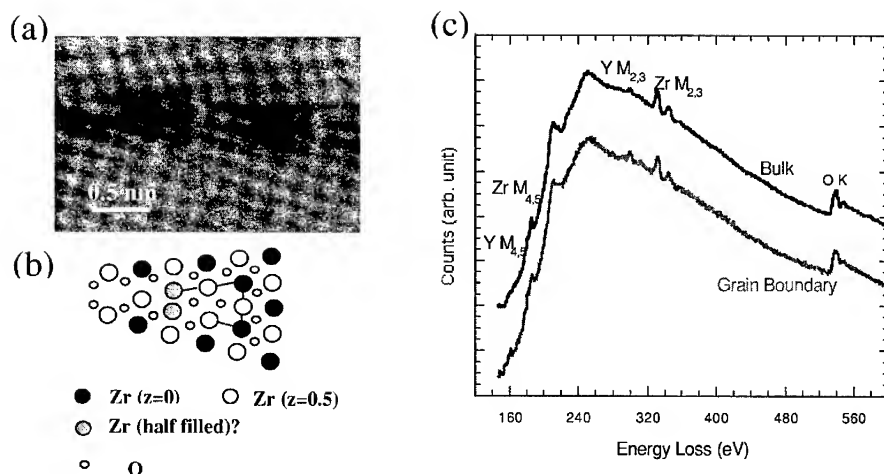 (a)
0.5 nm
(b)
Zr (z=0)
Zr (z=0.5)
Zr (half filled)?
O
(c)
Counts (arb. unit)
Y M2,3
Zr M2,3
Bulk
O K
Zr M4,5
Y M4,5
Grain Boundary
160 240 320 400 480 560
Energy Loss (eV)